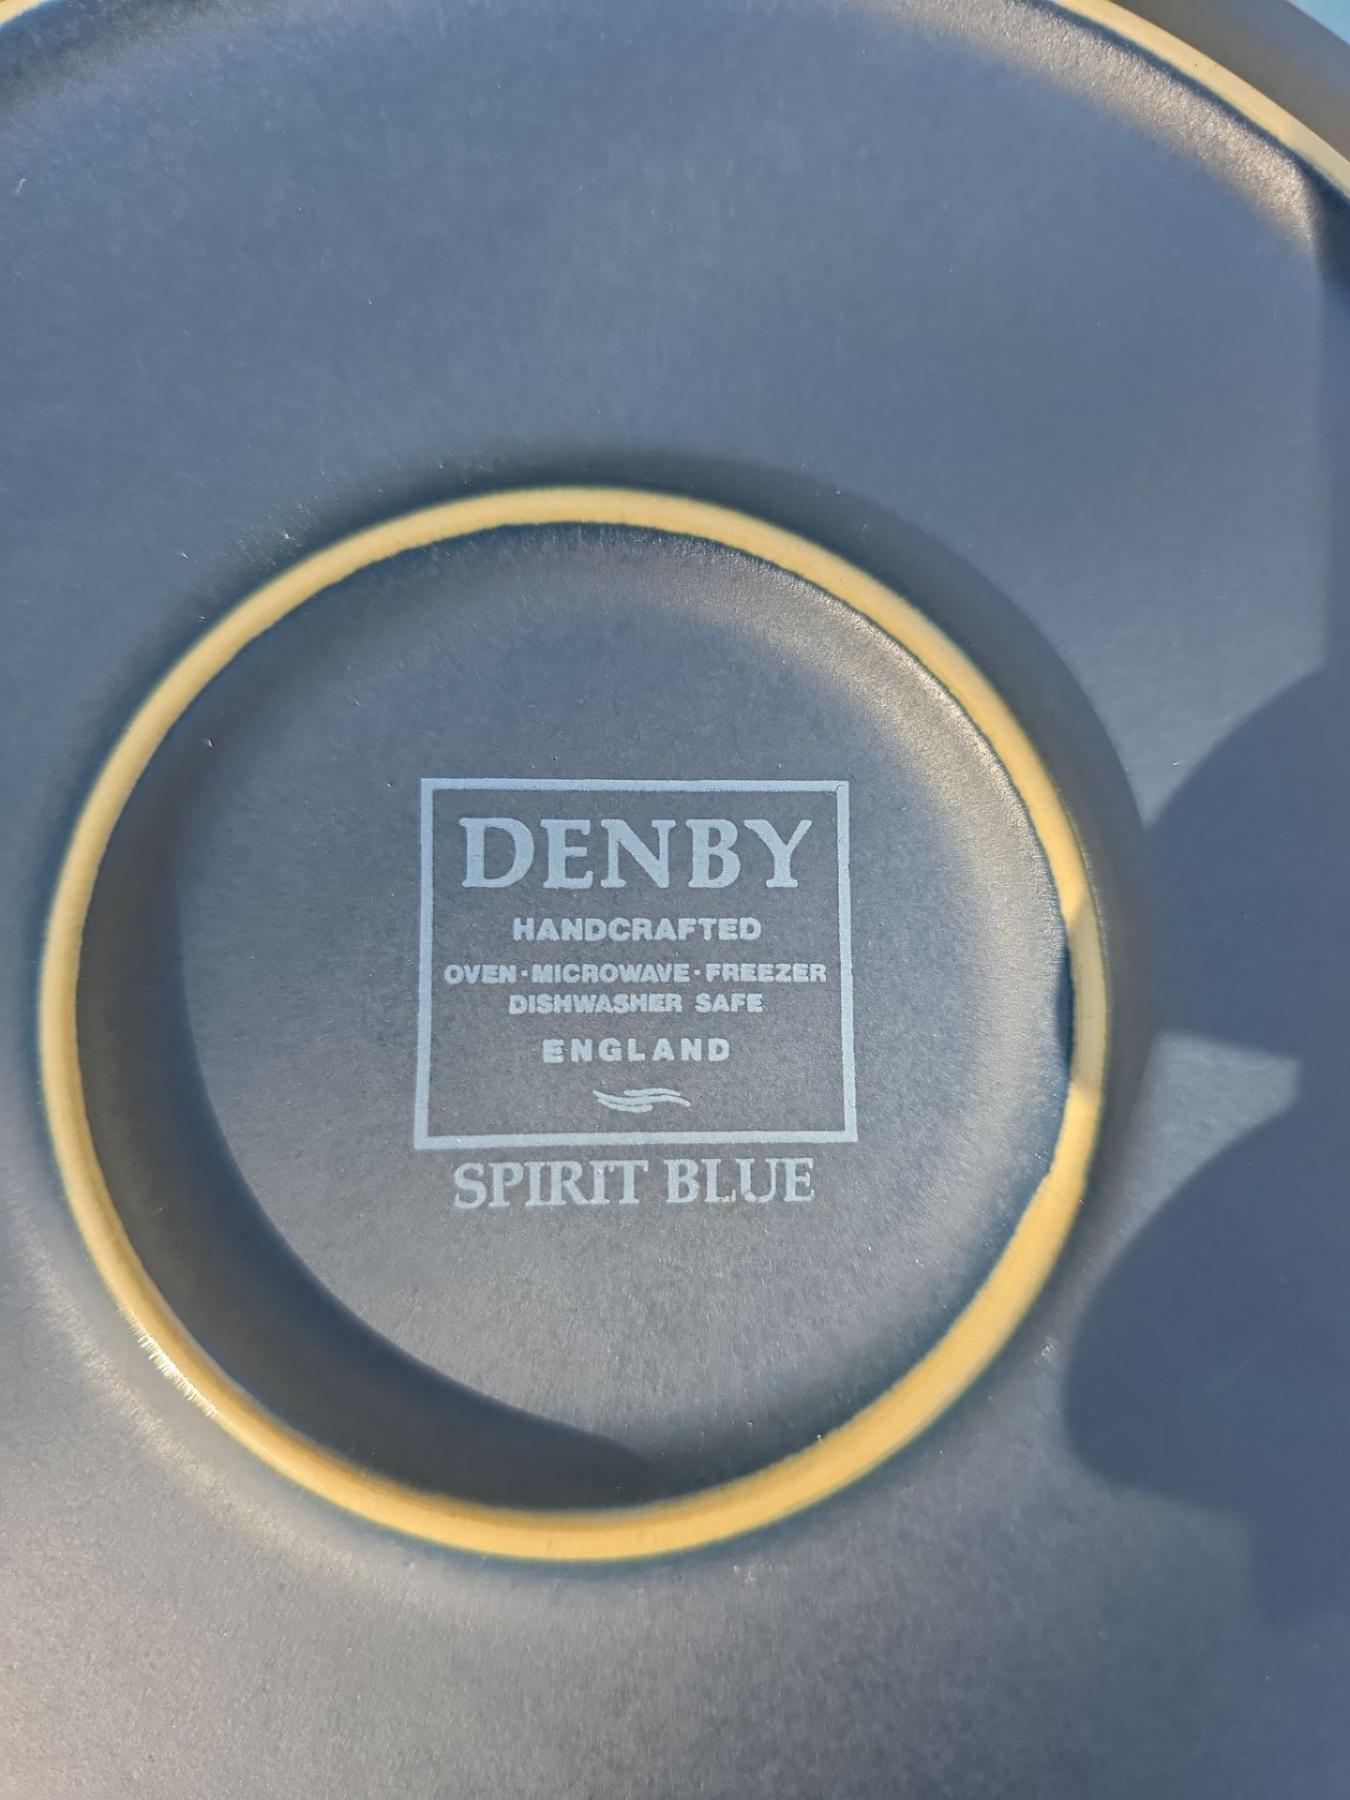 DENBY
HANDCRAFTED
OVEN·MICROWAVE·FREEZER
DISHWASHER SAFE
ENGLAND
SPIRIT BLUE